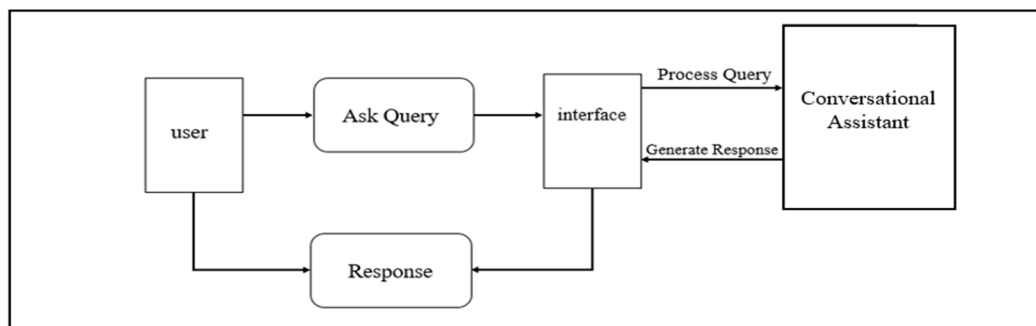 user
Ask Query
interface
Process Query
Conversational
Assistant
Generate Response
Response